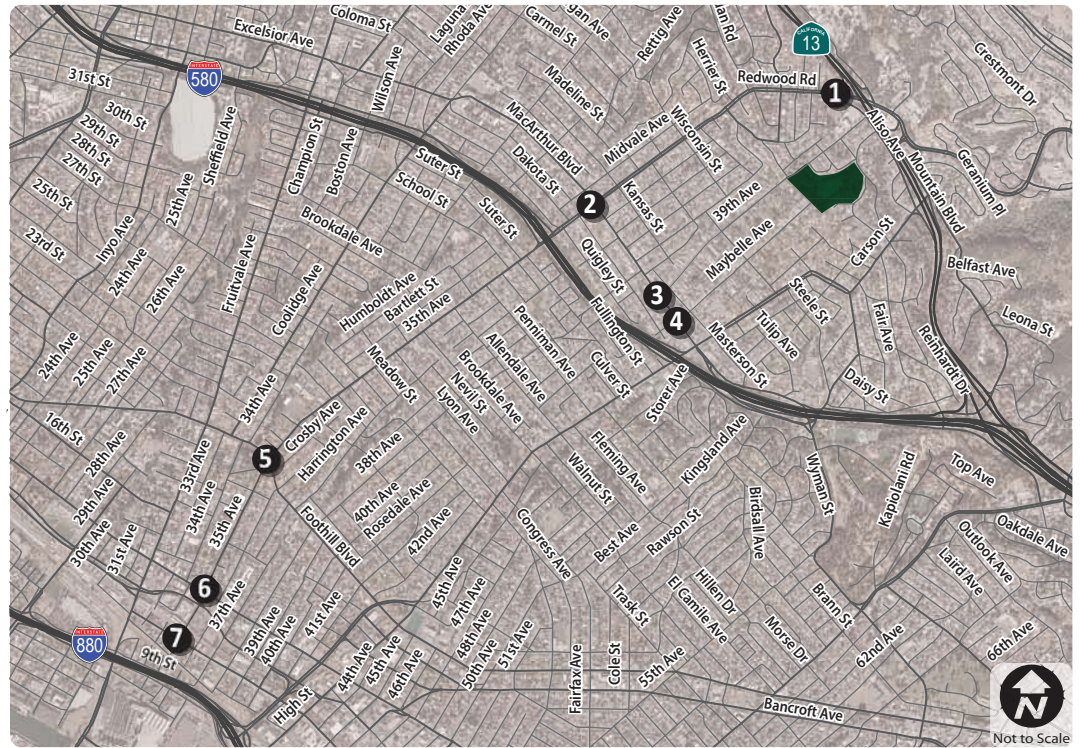 Excelsior Ave
Coloma St
Laguna
Rhoda Ave
Carmel St
gan Ave
Rettig Ave
lan Rd
Herrier St
CALIFORNIA
13
Redwood Rd
1
Crestmont Dr
31st St
INTERSTATE
580
Wilson Ave
Madeline St
MacArthur Blvd
Midvale Ave
Wisconsin St
Aliso Ave
Mountain Blvd
Geranium Pl
30th St
29th St
28th St
27th St
25th St
Sheffield Ave
25th Ave
Champion St
Boston Ave
Suter St
School St
Dakota St
Suter St
2
Kansas St
39th Ave
Maybelle Ave
Carson St
Belfast Ave
Leona St
23rd St
Inyo Ave
24th Ave
26th Ave
Fruitvale Ave
Brookdale Ave
Coolidge Ave
Humboldt Ave
Bartlett St
35th Ave
Quigley St
3
4
Fullington St
Masterson St
Steele St
Tulip Ave
Fair Ave
Reinhardt Dr
Daisy St
24th Ave
25th Ave
27th Ave
34th Ave
Meadow St
Penniman Ave
Allendale Ave
Brookdale Ave
Nevil St
Lyon Ave
Culver St
Storer Ave
16th St
28th Ave
29th Ave
30th Ave
31st Ave
33rd Ave
34th Ave
35th Ave
5
Crosby Ave
Harrington Ave
38th Ave
40th Ave
Rosedale Ave
42nd Ave
Foothill Blvd
Fleming Ave
Walnut St
Kingsland Ave
Wyman St
Kapiolani Rd
Top Ave
Oakdale Ave
Outlook Ave
Laird Ave
Congress Ave
Best Ave
Rawson St
Birdsall Ave
Brann St
6
37th Ave
39th Ave
40th Ave
41st Ave
45th Ave
47th Ave
48th Ave
50th Ave
51st Ave
Trask St
El Camile Ave
Hillen Dr
Morse Dr
62nd Ave
66th Ave
7
INTERSTATE
880
9th St
High St
44th Ave
45th Ave
46th Ave
Fairfax Ave
Cole St
55th Ave
Bancroft Ave
N
Not to Scale